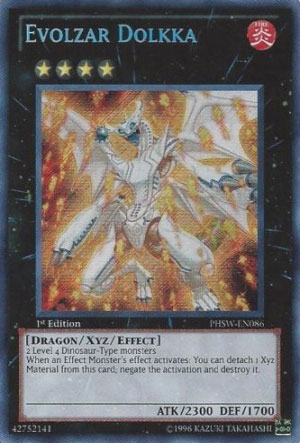 EVOLZAR DOLKKA
FIRE
炎
1st Edition
PHSW-EN086
[DRAGON/XYZ/EFFECT]
2 Level 4 Dinosaur-Type monsters
When an Effect Monster's effect activates: You can detach 1 Xyz
Material from this card; negate the activation and destroy it.
ATK/2300 DEF/1700
42752141
©1996 KAZUKI TAKAHASHI